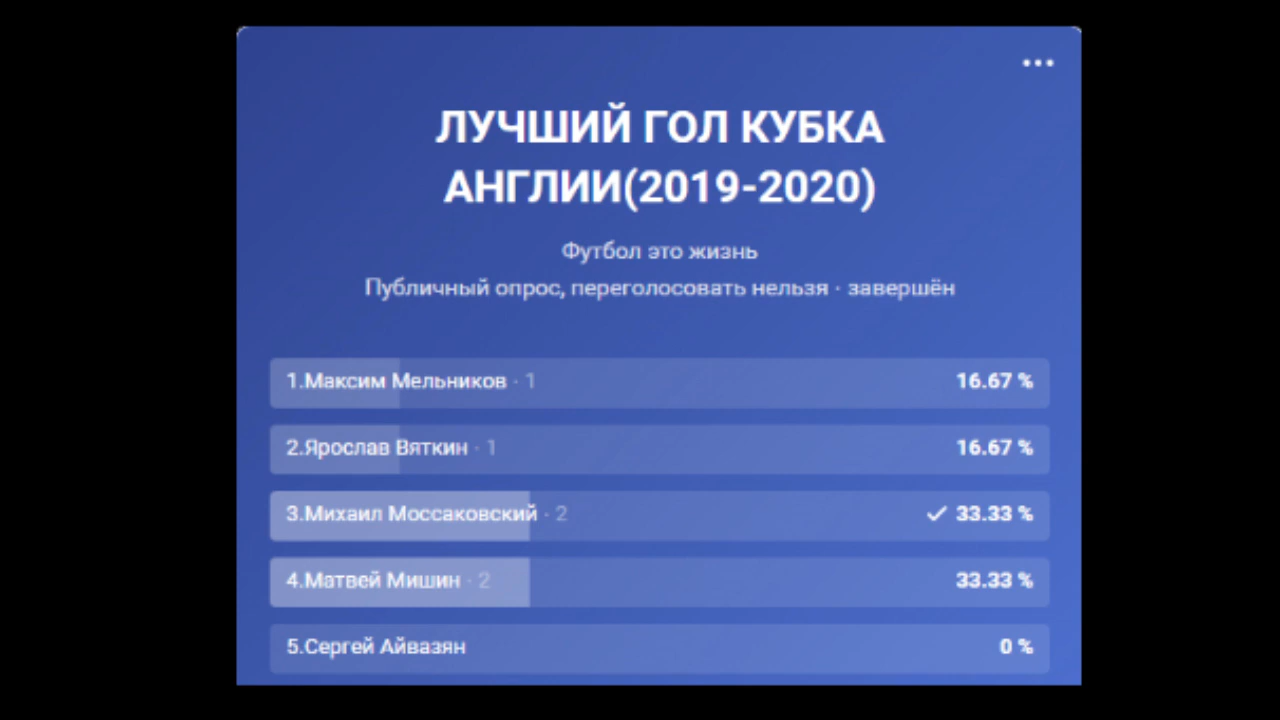 ЛУЧШИЙ ГОЛ КУБКА
АНГЛИИ(2019-2020)
Футбол это жизнь
Публичный опрос, переголосовать нельзя · завершён
1.Максим Мельников · 1 16.67 %
2.Ярослав Вяткин · 1 16.67 %
3.Михаил Моссаковский · 2 33.33 %
4.Матвей Мишин · 2 33.33 %
5.Сергей Айвазян 0 %